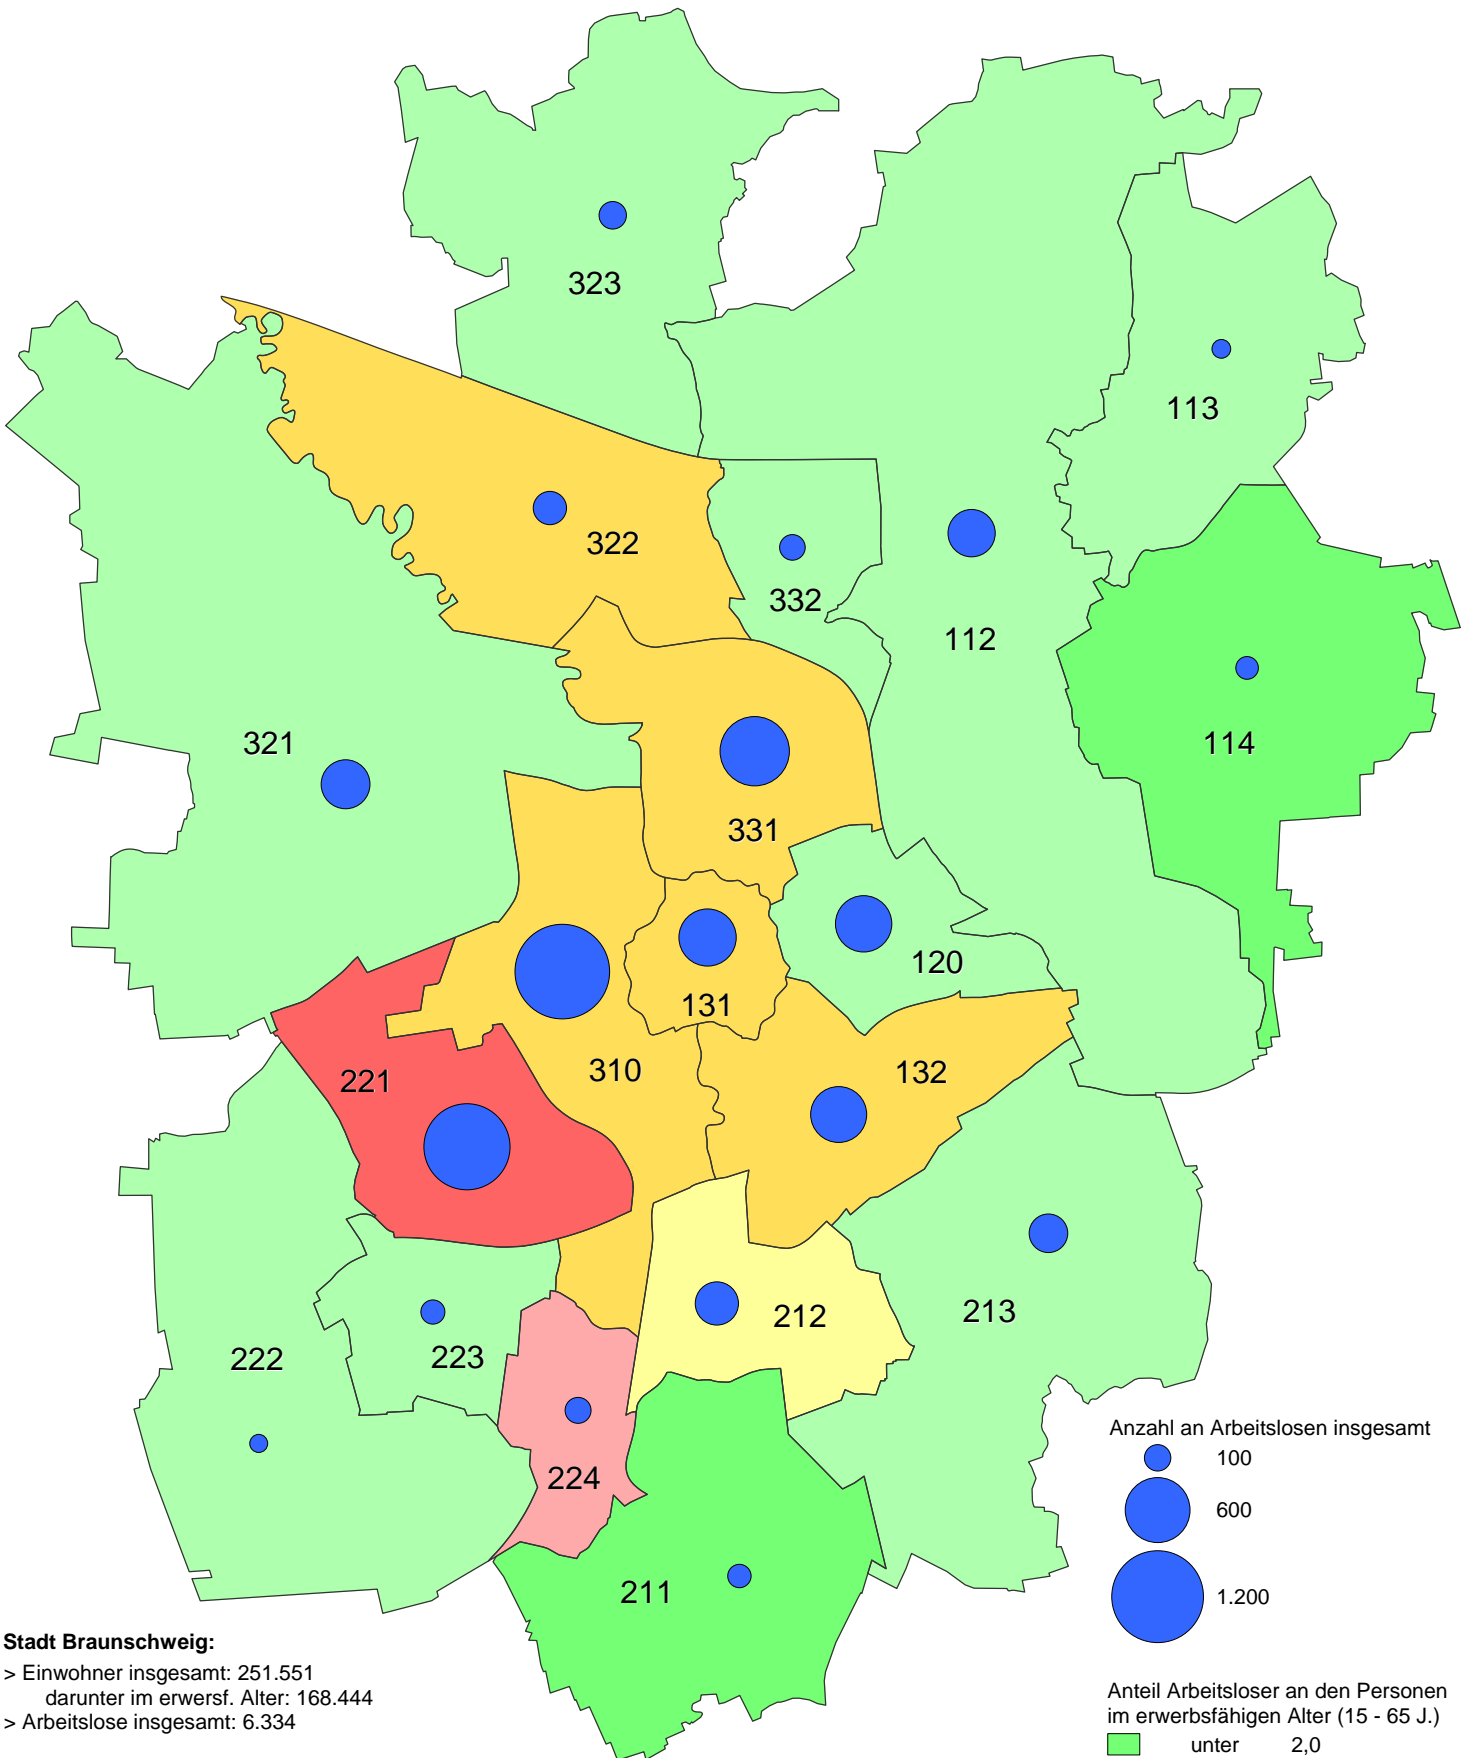 323
113
322
332
112
321
114
331
120
131
310
132
221
212
213
222
223
224
211
Anzahl an Arbeitslosen insgesamt
100
600
1.200
Stadt Braunschweig:
> Einwohner insgesamt: 251.551
darunter im erwersf. Alter: 168.444
> Arbeitslose insgesamt: 6.334
Anteil Arbeitsloser an den Personen
im erwerbsfähigen Alter (15 - 65 J.)
unter 2,0